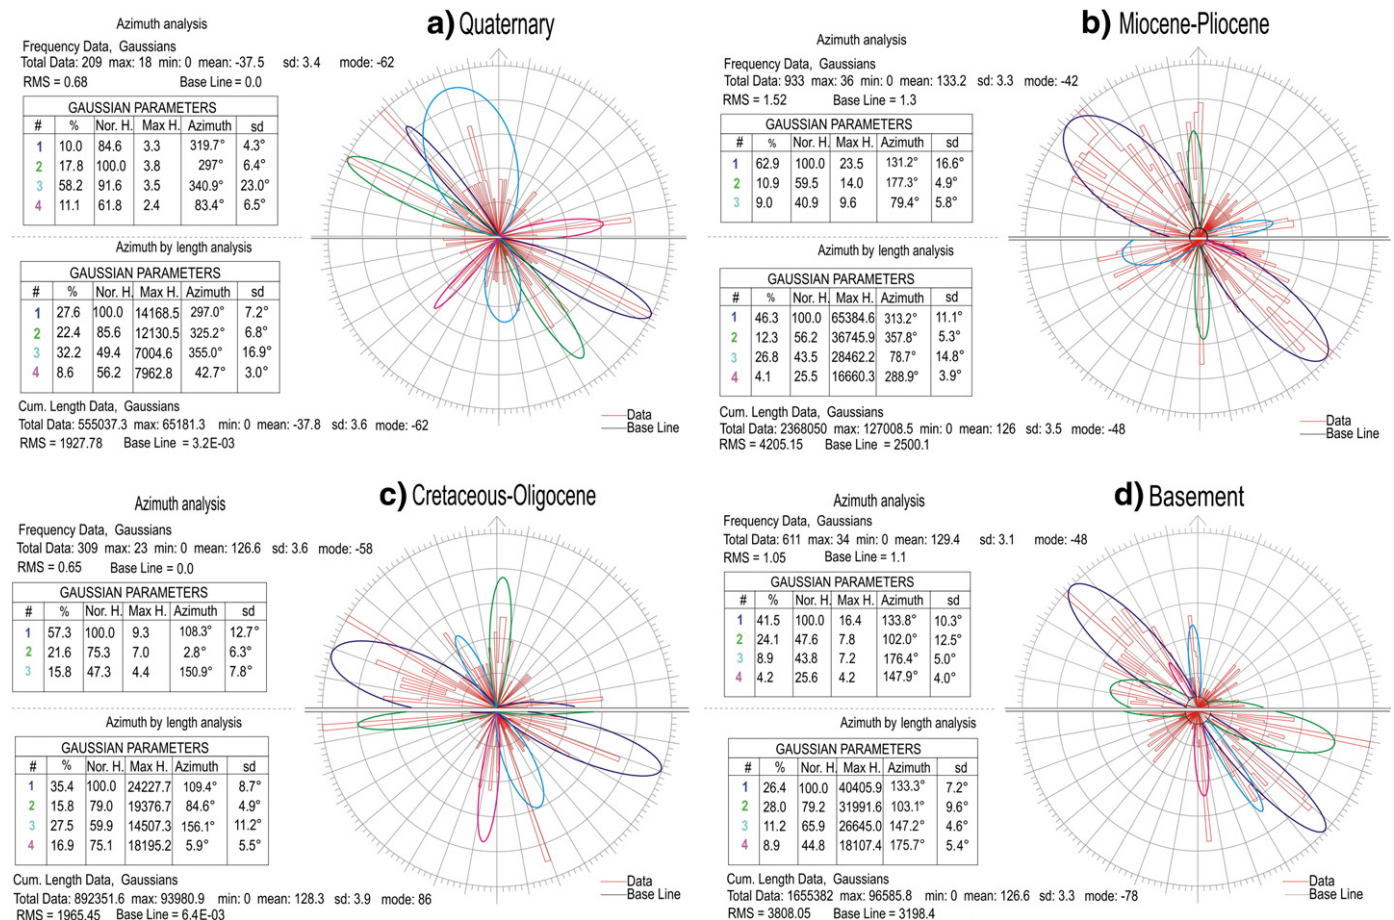 a) Quaternary
Azimuth analysis
Frequency Data, Gaussians
Total Data: 209 max: 18 min: 0 mean: -37.5 sd: 3.4 mode: -62
RMS = 0.68 Base Line = 0.0
GAUSSIAN PARAMETERS
# % Nor. H. Max H. Azimuth sd
1 10.0 84.6 3.3 319.7° 4.3°
2 17.8 100.0 3.8 297° 6.4°
3 58.2 91.6 3.5 340.9° 23.0°
4 11.1 61.8 2.4 83.4° 6.5°
Azimuth by length analysis
GAUSSIAN PARAMETERS
# % Nor. H. Max H. Azimuth sd
1 27.6 100.0 14168.5 297.0° 7.2°
2 22.4 85.6 12130.5 325.2° 6.8°
3 32.2 49.4 7004.6 355.0° 16.9°
4 8.6 56.2 7962.8 42.7° 3.0°
Cum. Length Data, Gaussians
Total Data: 555037.3 max: 65181.3 min: 0 mean: -37.8 sd: 3.6 mode: -62
RMS = 1927.78 Base Line = 3.2E-03
Data
Base Line
b) Miocene-Pliocene
Azimuth analysis
Frequency Data, Gaussians
Total Data: 933 max: 36 min: 0 mean: 133.2 sd: 3.3 mode: -42
RMS = 1.52 Base Line = 1.3
GAUSSIAN PARAMETERS
# % Nor. H. Max H. Azimuth sd
1 62.9 100.0 23.5 131.2° 16.6°
2 10.9 59.5 14.0 177.3° 4.9°
3 9.0 40.9 9.6 79.4° 5.8°
Azimuth by length analysis
GAUSSIAN PARAMETERS
# % Nor. H. Max H. Azimuth sd
1 46.3 100.0 65384.6 313.2° 11.1°
2 12.3 56.2 36745.9 357.8° 5.3°
3 26.8 43.5 28462.2 78.7° 14.8°
4 4.1 25.5 16660.3 288.9° 3.9°
Cum. Length Data, Gaussians
Total Data: 2368050 max: 127008.5 min: 0 mean: 126 sd: 3.5 mode: -48
RMS = 4205.15 Base Line = 2500.1
Data
Base Line
c) Cretaceous-Oligocene
Azimuth analysis
Frequency Data, Gaussians
Total Data: 309 max: 23 min: 0 mean: 126.6 sd: 3.6 mode: -58
RMS = 0.65 Base Line = 0.0
GAUSSIAN PARAMETERS
# % Nor. H. Max H. Azimuth sd
1 57.3 100.0 9.3 108.3° 12.7°
2 21.6 75.3 7.0 2.8° 6.3°
3 15.8 47.3 4.4 150.9° 7.8°
Azimuth by length analysis
GAUSSIAN PARAMETERS
# % Nor. H. Max H. Azimuth sd
1 35.4 100.0 24227.7 109.4° 8.7°
2 15.8 79.0 19376.7 84.6° 4.9°
3 27.5 59.9 14507.3 156.1° 11.2°
4 16.9 75.1 18195.2 5.9° 5.5°
Cum. Length Data, Gaussians
Total Data: 892351.6 max: 93980.9 min: 0 mean: 128.3 sd: 3.9 mode: 86
RMS = 1965.45 Base Line = 6.4E-03
Data
Base Line
d) Basement
Azimuth analysis
Frequency Data, Gaussians
Total Data: 611 max: 34 min: 0 mean: 129.4 sd: 3.1 mode: -48
RMS = 1.05 Base Line = 1.1
GAUSSIAN PARAMETERS
# % Nor. H. Max H. Azimuth sd
1 41.5 100.0 16.4 133.8° 10.3°
2 24.1 47.6 7.8 102.0° 12.5°
3 8.9 43.8 7.2 176.4° 5.0°
4 4.2 25.6 4.2 147.9° 4.0°
Azimuth by length analysis
GAUSSIAN PARAMETERS
# % Nor. H. Max H. Azimuth sd
1 26.4 100.0 40405.9 133.3° 7.2°
2 28.0 79.2 31991.6 103.1° 9.6°
3 11.2 65.9 26645.0 147.2° 4.6°
4 8.9 44.8 18107.4 175.7° 5.4°
Cum. Length Data, Gaussians
Total Data: 1655382 max: 96585.8 min: 0 mean: 126.6 sd: 3.3 mode: -78
RMS = 3808.05 Base Line = 3198.4
Data
Base Line